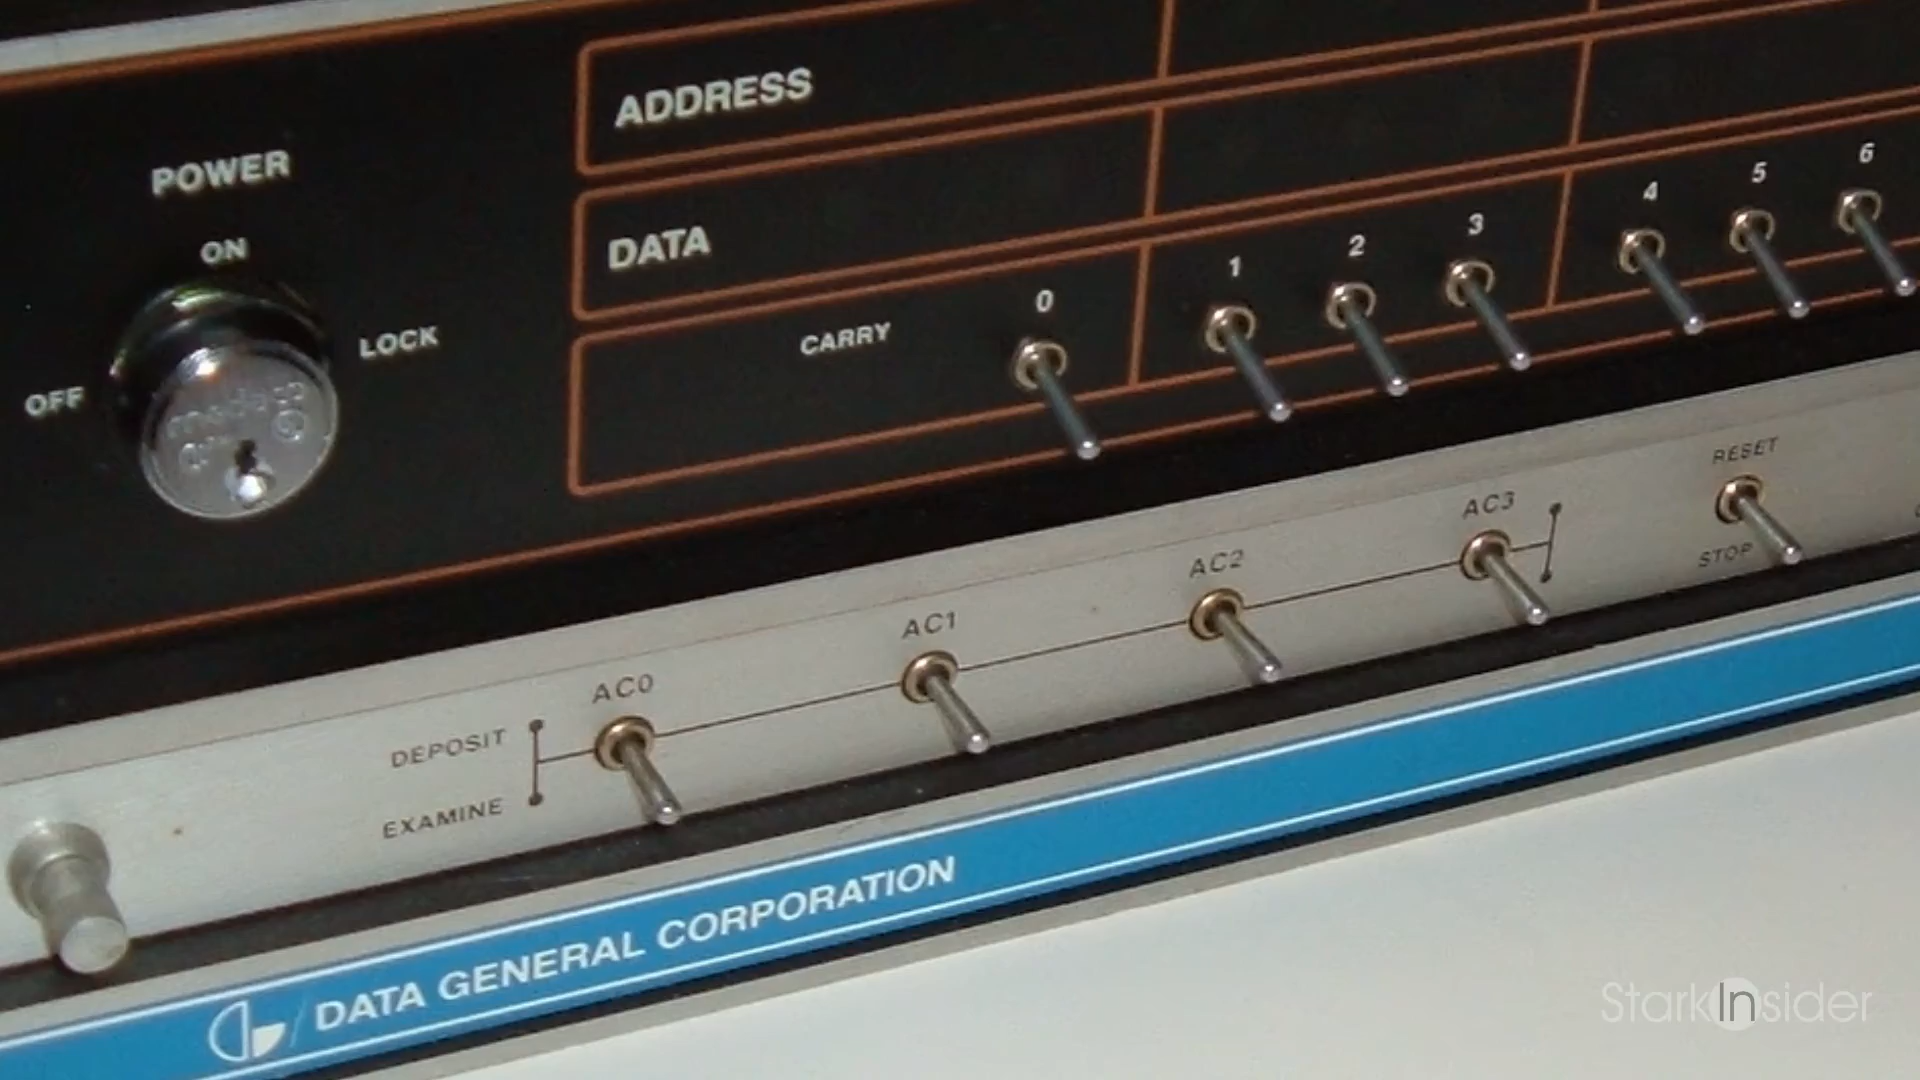 ADDRESS
POWER
ON
DATA
LOCK
OFF
CARRY
0
1
2
3
4
5
6
RESET
STOP
AC0
AC1
AC2
AC3
DEPOSIT
EXAMINE
DATA GENERAL CORPORATION
StarkInsider